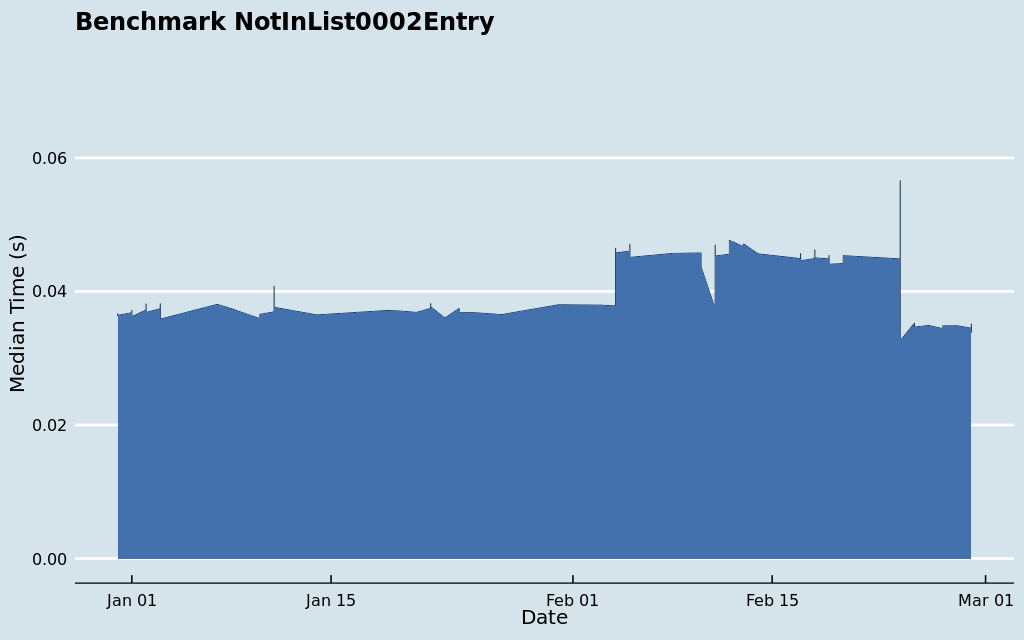 Benchmark NotInList0002Entry
Median Time (s)
0.06
0.04
0.02
0.00
Jan 01 Jan 15 Feb 01 Feb 15 Mar 01
Date